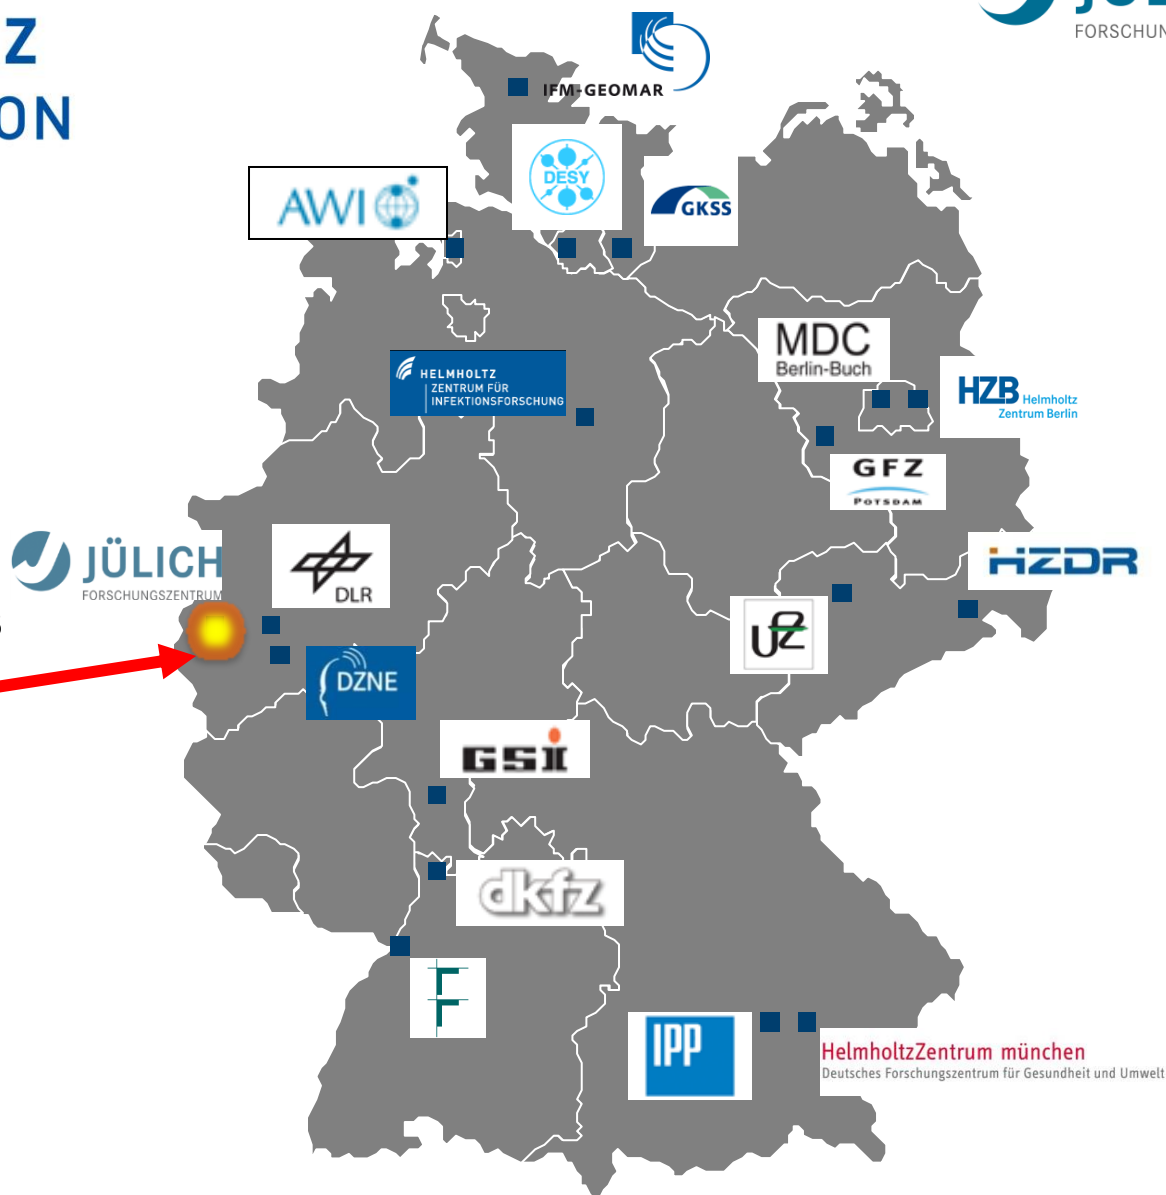 Z
ON
FORSCHUN
IFM-GEOMAR
DESY
AWI
GKSS
MDC
Berlin-Buch
HELMHOLTZ
ZENTRUM FÜR
INFEKTIONSFORSCHUNG
HZB Helmholtz
Zentrum Berlin
GFZ
POTSDAM
JÜLICH
FORSCHUNGSZENTRUM
DLR
HZDR
UFZ
DZNE
GSI
dkfz
F
F
IPP
HelmholtzZentrum münchen
Deutsches Forschungszentrum für Gesundheit und Umwelt